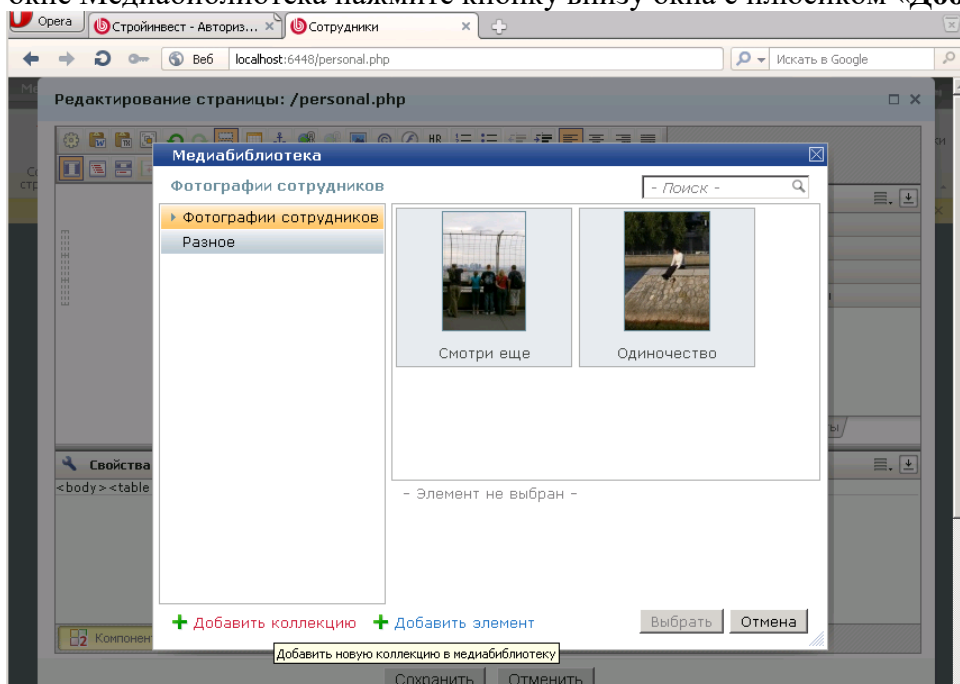 окне Медиабиблиотека нажмите кнопку внизу окна с плюсиком «
Opera Стройинвест - Авториз... Сотрудники
Веб localhost:6448/personal.php Искать в Google
Редактирование страницы: /personal.php
HR
Медиабиблиотека
Фотографии сотрудников - Поиск -
Фотографии сотрудников
Разное
Смотри еще Одиночество
Свойства
<body><table
- Элемент не выбран -
Добавить коллекцию Добавить элемент Выбрать Отмена
Добавить новую коллекцию в медиабиблиотеку
Сохранить Отменить